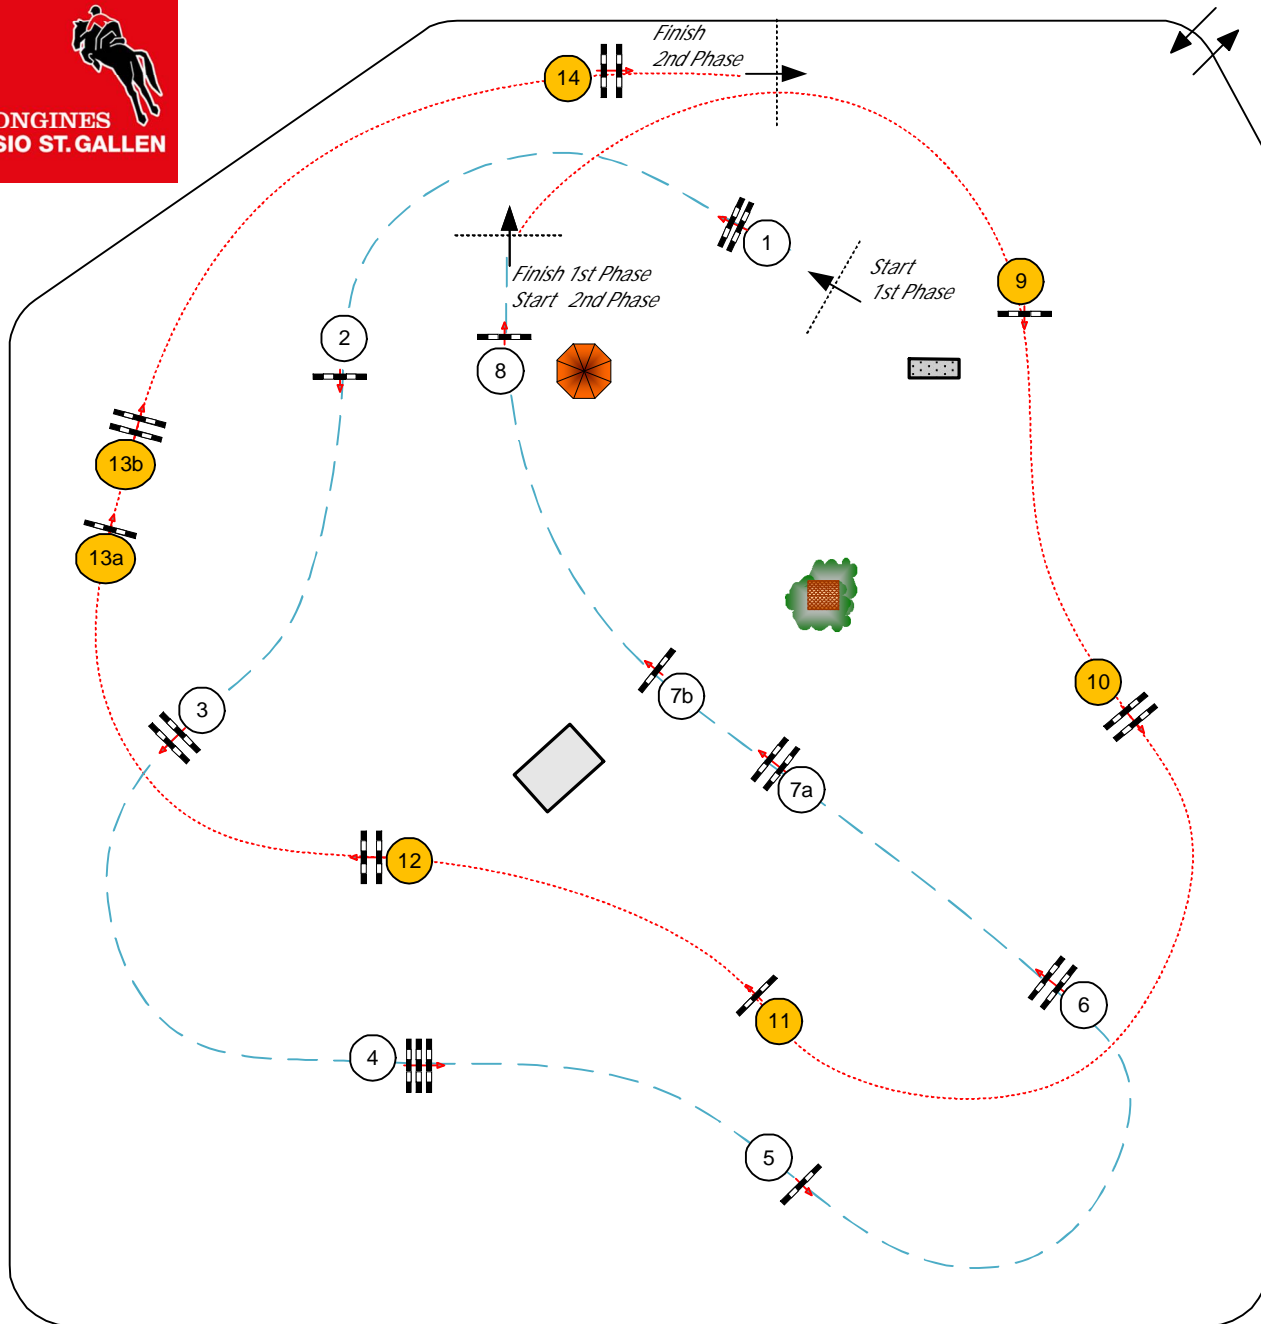 ONGINES
SIO ST. GALLEN
Finish
2nd Phase
14
1
Start
1st Phase
9
Finish 1st Phase
Start 2nd Phase
2
8
13b
13a
7b
10
3
7a
12
6
11
4
5